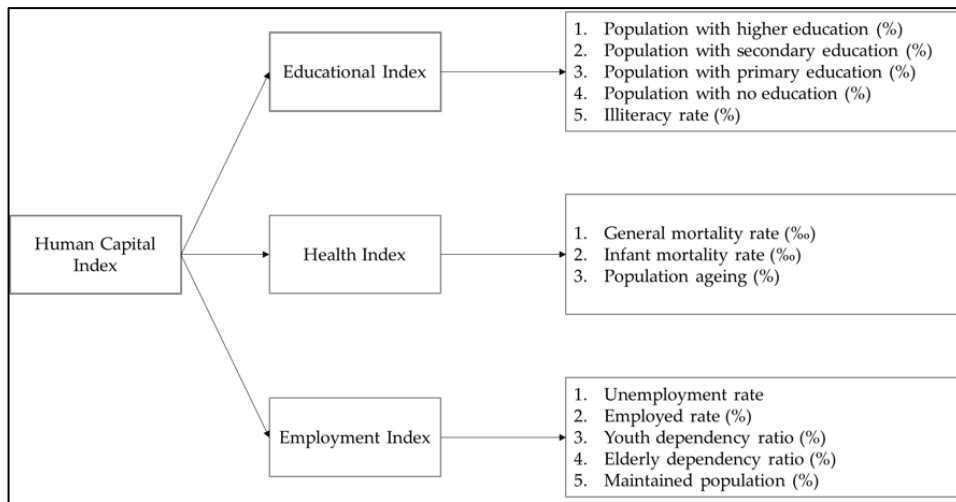 Human Capital
Index
Educational Index
1. Population with higher education (%)
2. Population with secondary education (%)
3. Population with primary education (%)
4. Population with no education (%)
5. Illiteracy rate (%)
Health Index
1. General mortality rate (‰)
2. Infant mortality rate (‰)
3. Population ageing (%)
Employment Index
1. Unemployment rate
2. Employed rate (%)
3. Youth dependency ratio (%)
4. Elderly dependency ratio (%)
5. Maintained population (%)